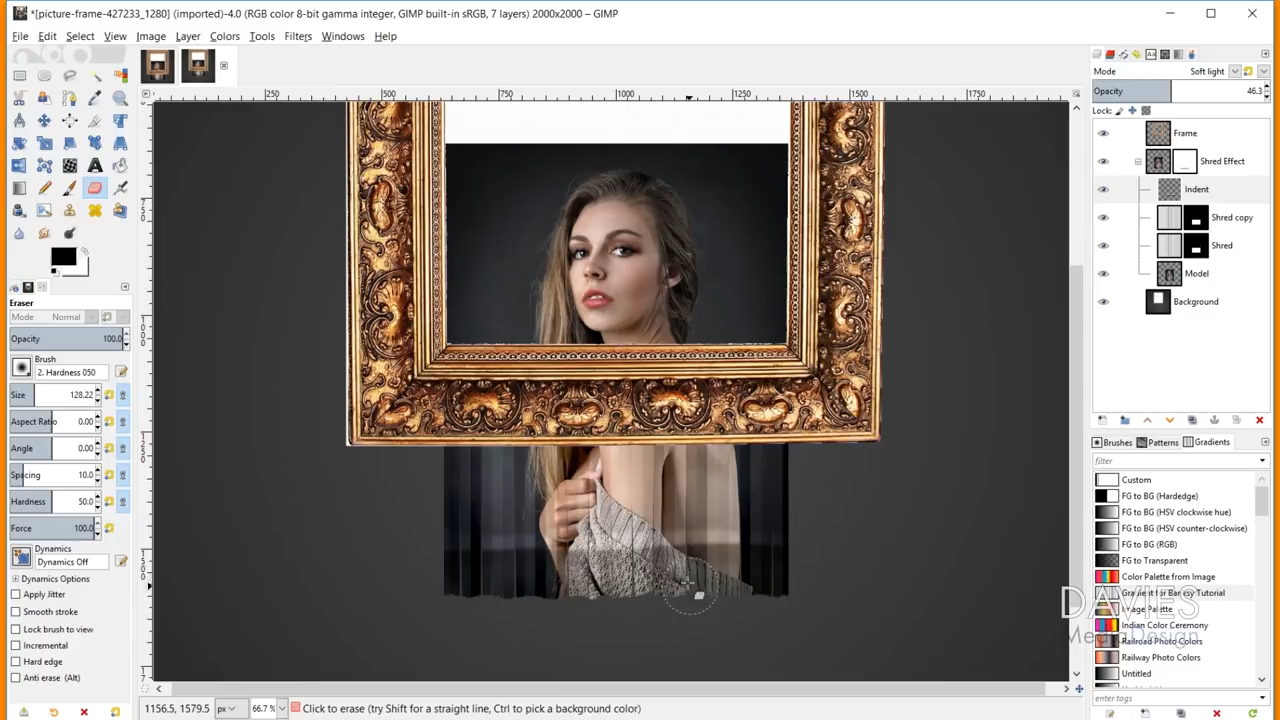 *[picture-frame-427233_1280] (imported)-4.0 (RGB color 8-bit gamma integer, GIMP built-in sRGB, 7 layers) 2000x2000 – GIMP
File Edit Select View Image Layer Colors Tools Filters Windows Help
Mode Soft light
Opacity 46.3
Lock:
250 500 750 1000 1250 1500 1750
Frame
Shred Effect
Indent
Shred copy
Shred
Model
Background
Eraser
Mode Normal
Opacity 100.0
Brush
2. Hardness 050
Size 128.22
Aspect Ratio 0.00
Angle 0.00
Spacing 10.0
Hardness 50.0
Force 100.0
Dynamics
Dynamics Off
Dynamics Options
Apply Jitter
Smooth stroke
Lock brush to view
Incremental
Hard edge
Anti erase (Alt)
Brushes Patterns Gradients
filter
Custom
FG to BG (Hardedge)
FG to BG (HSV clockwise hue)
FG to BG (HSV counter-clockwise)
FG to BG (RGB)
FG to Transparent
Color Palette from Image
Gradient for Banksy Tutorial
Image Palette
Indian Color Ceremony
Railroad Photo Colors
Railway Photo Colors
Untitled
enter tags
DAVIES
Media Design
1156.5, 1579.5 px 66.7 % Click to erase (try Shift for a straight line, Ctrl to pick a background color)